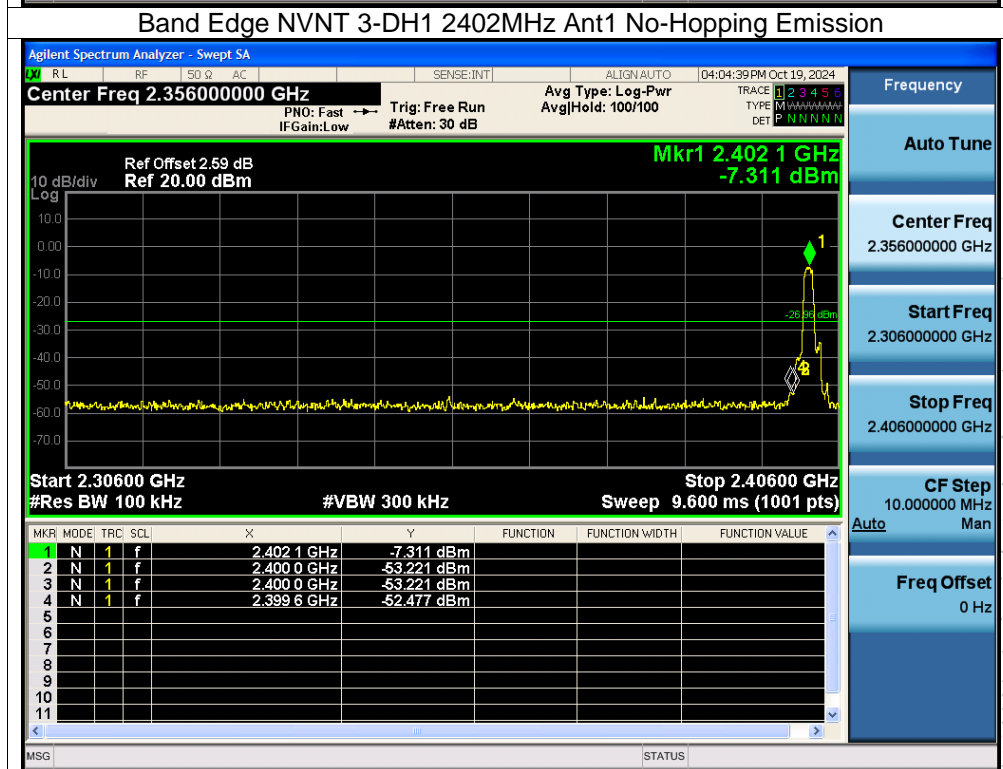 Band Edge NVNT 3-DH1 2402MHz Ant1 No-Hopping Emission
Agilent Spectrum Analyzer - Swept SA
LXI RL RF 50 Ω AC SENSE:INT ALIGN AUTO 04:04:39 PM Oct 19, 2024
Center Freq 2.356000000 GHz
PNO: Fast
IFGain:Low
Trig: Free Run
#Atten: 30 dB
Avg Type: Log-Pwr
Avg|Hold: 100/100
TRACE 1 2 3 4 5 6
TYPE M
DET P N N N N N
Ref Offset 2.59 dB
10 dB/div Ref 20.00 dBm
Log
Mkr1 2.402 1 GHz
-7.311 dBm
10.0
0.00
-10.0
-20.0
-30.0
-40.0
-50.0
-60.0
-70.0
1
-26.96 dBm
Start 2.30600 GHz Stop 2.40600 GHz
#Res BW 100 kHz #VBW 300 kHz Sweep 9.600 ms (1001 pts)
MKR MODE TRC SCL X Y FUNCTION FUNCTION WIDTH FUNCTION VALUE
1 N 1 f 2.402 1 GHz -7.311 dBm
2 N 1 f 2.400 0 GHz -53.221 dBm
3 N 1 f 2.400 0 GHz -53.221 dBm
4 N 1 f 2.399 6 GHz -52.477 dBm
5
6
7
8
9
10
11
MSG STATUS
Frequency
Auto Tune
Center Freq
2.356000000 GHz
Start Freq
2.306000000 GHz
Stop Freq
2.406000000 GHz
CF Step
10.000000 MHz
Auto Man
Freq Offset
0 Hz